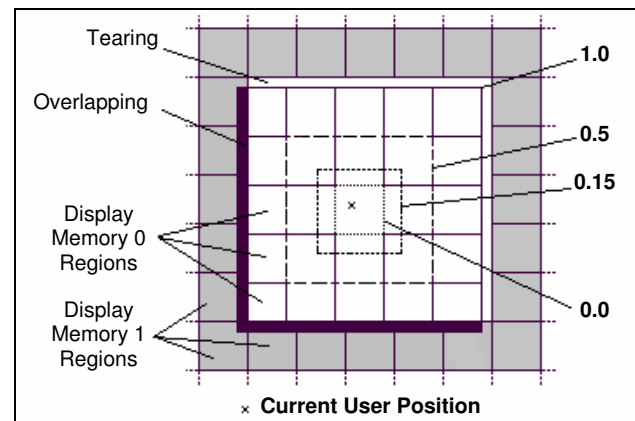 Tearing
1.0
Overlapping
0.5
0.15
Display
Memory 0
Regions
0.0
Display
Memory 1
Regions
× Current User Position